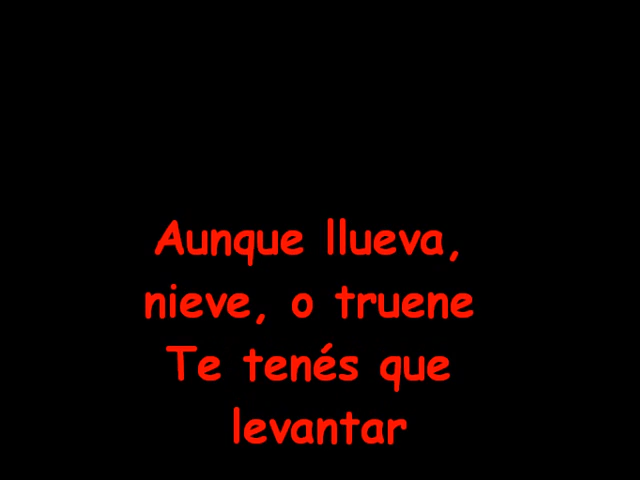 Aunque llueva,
nieve, o truene
Te tenés que
levantar